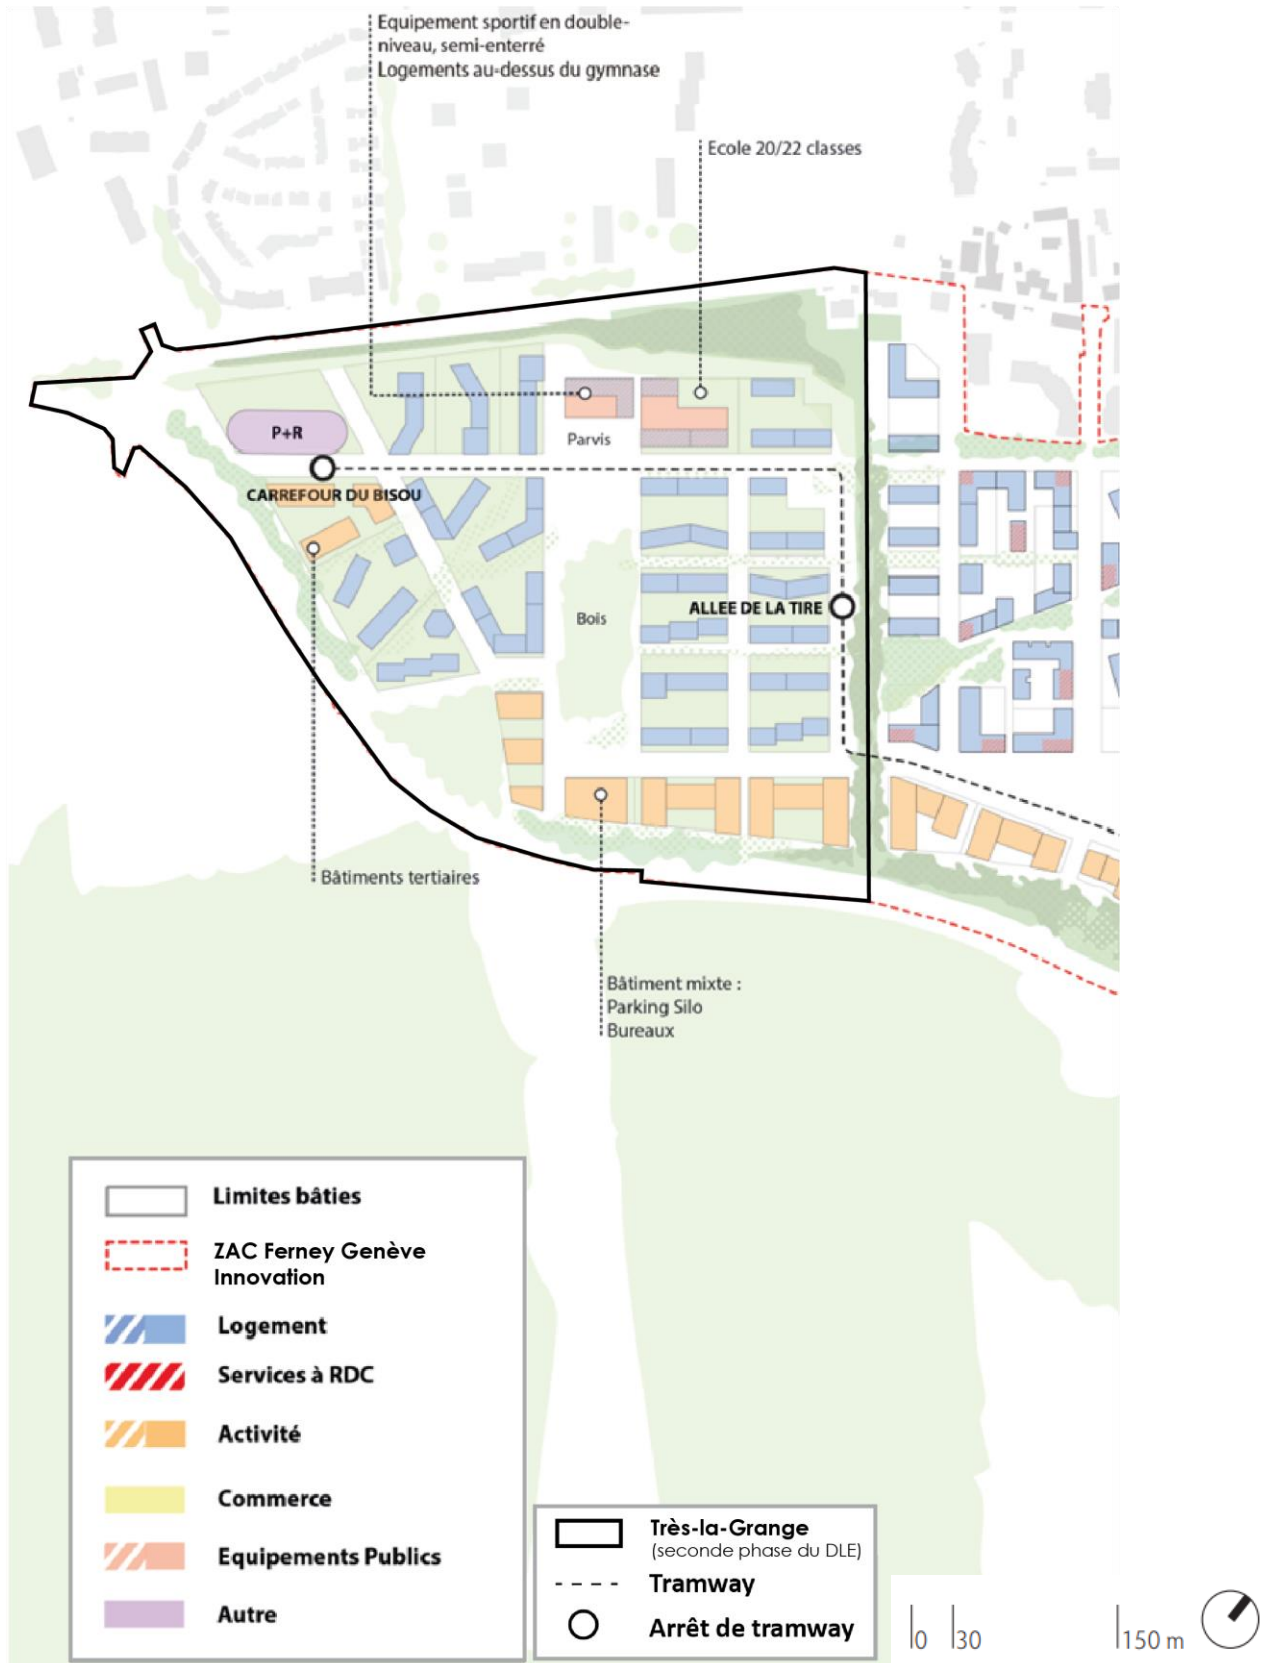 Equipement sportif en double-
niveau, semi-enterré
Logements au-dessus du gymnase
Ecole 20/22 classes
P+R
Parvis
CARREFOUR DU BISOU
Bois
ALLEE DE LA TIRE
Bâtiments tertiaires
Bâtiment mixte :
Parking Silo
Bureaux
Limites bâties
ZAC Ferney Genève
Innovation
Logement
Services à RDC
Activité
Commerce
Equipements Publics
Autre
Très-la-Grange
(seconde phase du DLE)
Tramway
Arrêt de tramway
0 30 150 m